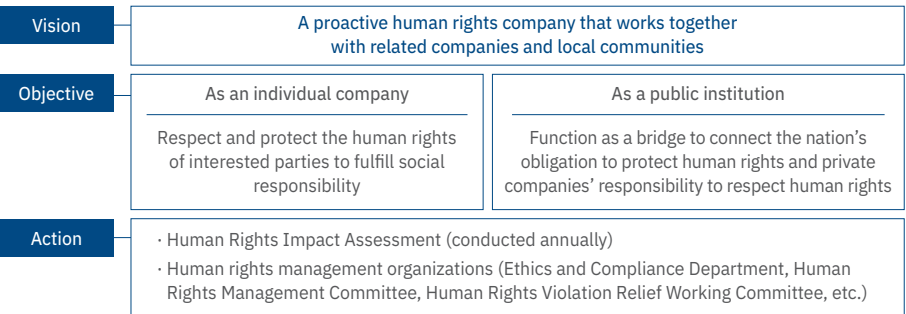 Vision
A proactive human rights company that works together
with related companies and local communities
Objective
As an individual company
Respect and protect the human rights
of interested parties to fulfill social
responsibility
As a public institution
Function as a bridge to connect the nation’s
obligation to protect human rights and private
companies’ responsibility to respect human rights
Action
· Human Rights Impact Assessment (conducted annually)
· Human rights management organizations (Ethics and Compliance Department, Human
Rights Management Committee, Human Rights Violation Relief Working Committee, etc.)